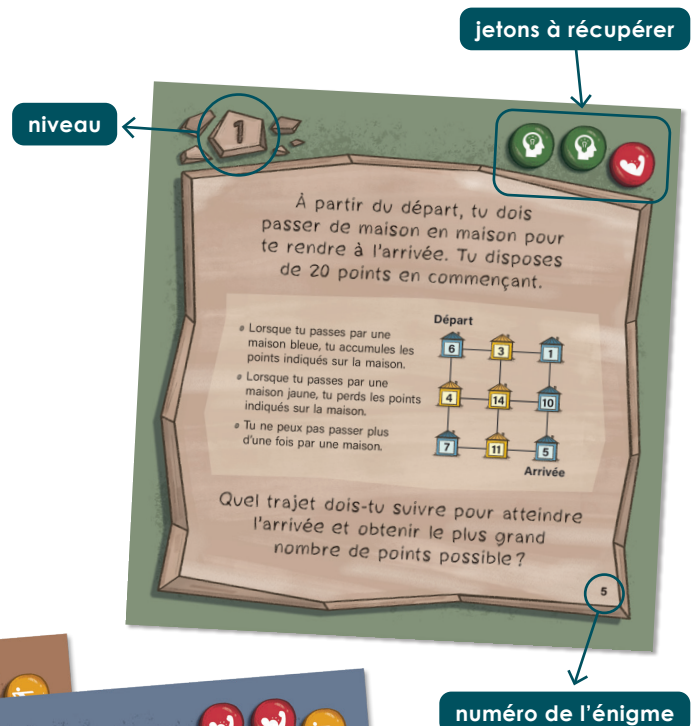 jetons à récupérer
niveau
1
À partir du départ, tu dois
passer de maison en maison pour
te rendre à l'arrivée. Tu disposes
de 20 points en commençant.
Lorsque tu passes par une
maison bleue, tu accumules les
points indiqués sur la maison.
Lorsque tu passes par une
maison jaune, tu perds les points
indiqués sur la maison.
Tu ne peux pas passer plus
d'une fois par une maison.
Départ
6 3 1
4 14 10
7 11 5
Arrivée
Quel trajet dois-tu suivre pour atteindre
l'arrivée et obtenir le plus grand
nombre de points possible ?
5
numéro de l'énigme